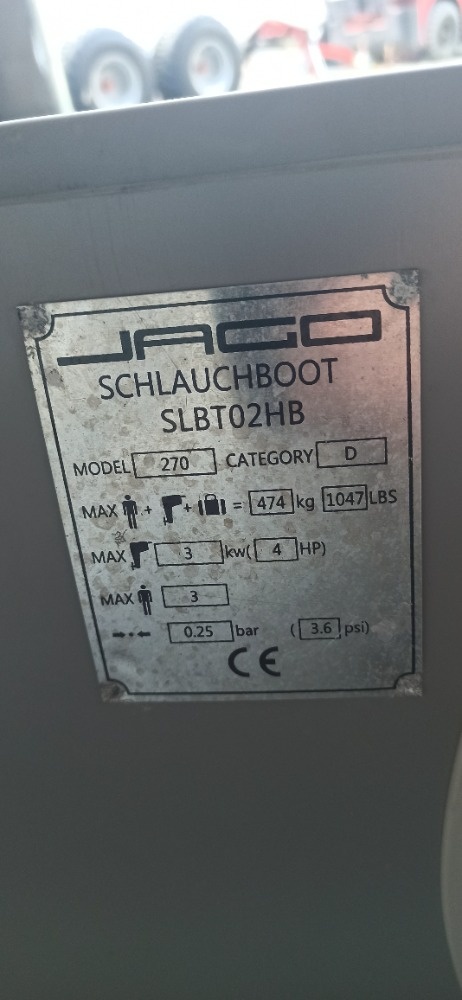 JAGO
SCHLAUCHBOOT
SLBT02HB
MODEL 270 CATEGORY D
MAX + + = 474 kg 1047 LBS
MAX 3 kw( 4 HP)
MAX 3
0.25 bar ( 3.6 psi)
CE